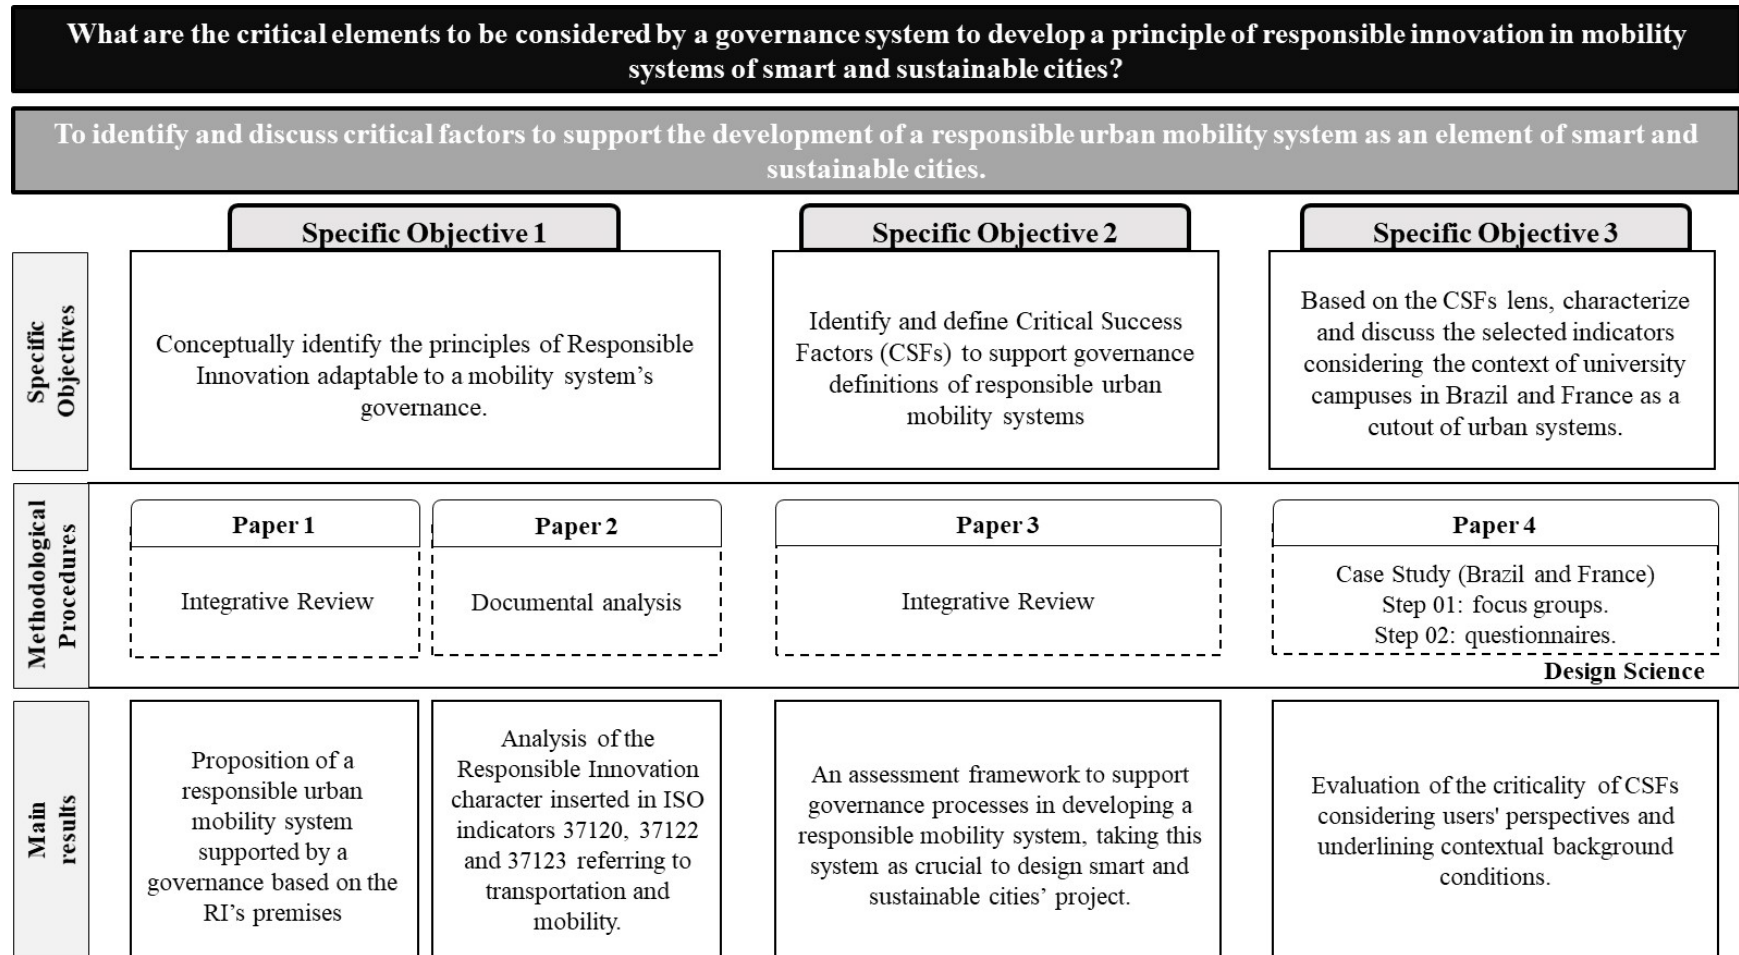 What are the critical elements to be considered by a governance system to develop a principle of responsible innovation in mobility
systems of smart and sustainable cities?
To identify and discuss critical factors to support the development of a responsible urban mobility system as an element of smart and
sustainable cities.
Specific Objective 1
Specific Objective 2
Specific Objective 3
Specific
Objectives
Conceptually identify the principles of Responsible
Innovation adaptable to a mobility system’s
governance.
Identify and define Critical Success
Factors (CSFs) to support governance
definitions of responsible urban
mobility systems
Based on the CSFs lens, characterize
and discuss the selected indicators
considering the context of university
campuses in Brazil and France as a
cutout of urban systems.
Methodological
Procedures
Paper 1
Integrative Review
Paper 2
Documental analysis
Paper 3
Integrative Review
Paper 4
Case Study (Brazil and France)
Step 01: focus groups.
Step 02: questionnaires.
Design Science
Main
results
Proposition of a
responsible urban
mobility system
supported by a
governance based on the
RI’s premises
Analysis of the
Responsible Innovation
character inserted in ISO
indicators 37120, 37122
and 37123 referring to
transportation and
mobility.
An assessment framework to support
governance processes in developing a
responsible mobility system, taking this
system as crucial to design smart and
sustainable cities’ project.
Evaluation of the criticality of CSFs
considering users' perspectives and
underlining contextual background
conditions.